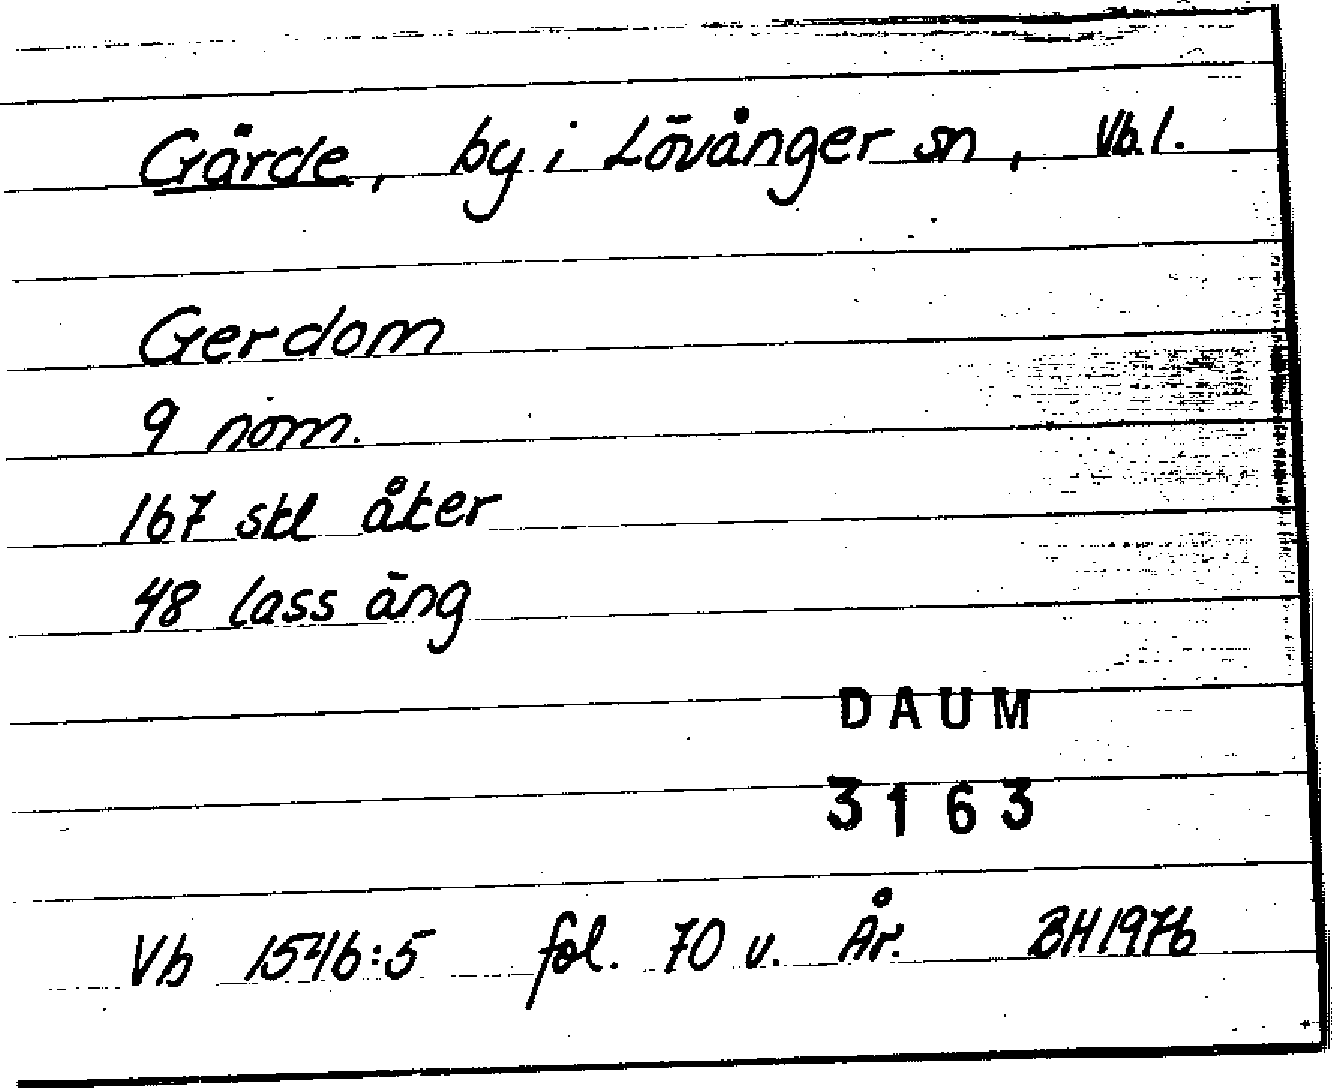 Gärde, by i Lövånger sn, Vb.l.
Gerdom
9 nom.
167 skl åker
48 lass äng
DAUM
3163
Vb 1546:5 fol. 70 v. År. BH1976